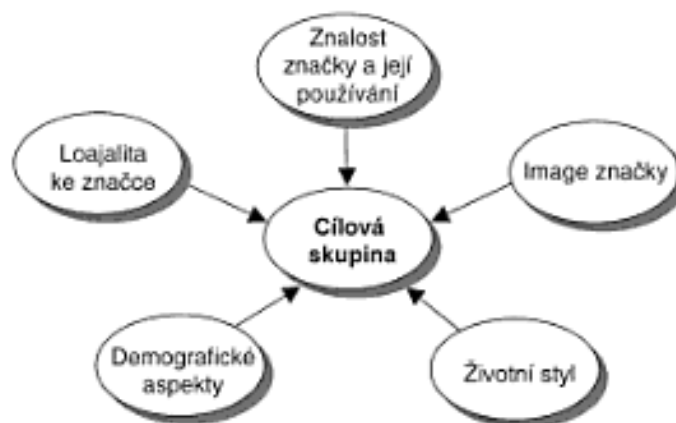 Znalost
značky a její
používání
Loajalita
ke značce
Image značky
Cílová
skupina
Demografické
aspekty
Životní styl